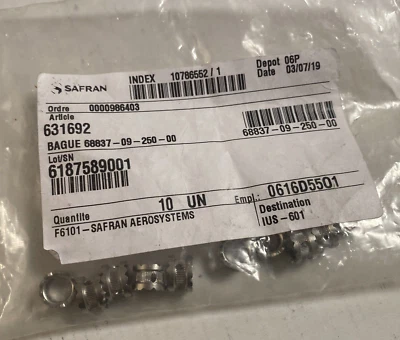 SAFRAN
INDEX 10786552 / 1
Depot 06P
Date 03/07/19
Ordre 0000986403
Article
631692
BAGUE 68837-09-250-00
68837-09-250-00
Lot/SN
6187589001
Quantite 10 UN
Empl.: 0616D5501
F6101-SAFRAN AEROSYSTEMS
Destination
IUS-601